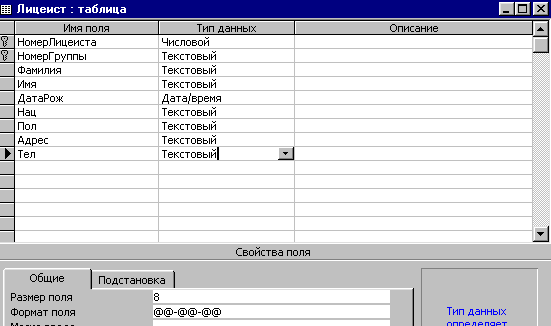 Лицеист : таблица
Имя поля Тип данных Описание
НомерЛицеиста Числовой
НомерГруппы Текстовый
Фамилия Текстовый
Имя Текстовый
ДатаРож Дата/время
Нац Текстовый
Пол Текстовый
Адрес Текстовый
Тел Текстовый
Свойства поля
Общие Подстановка
Размер поля 8
Формат поля @@-@@-@@
Тип данных
определяет